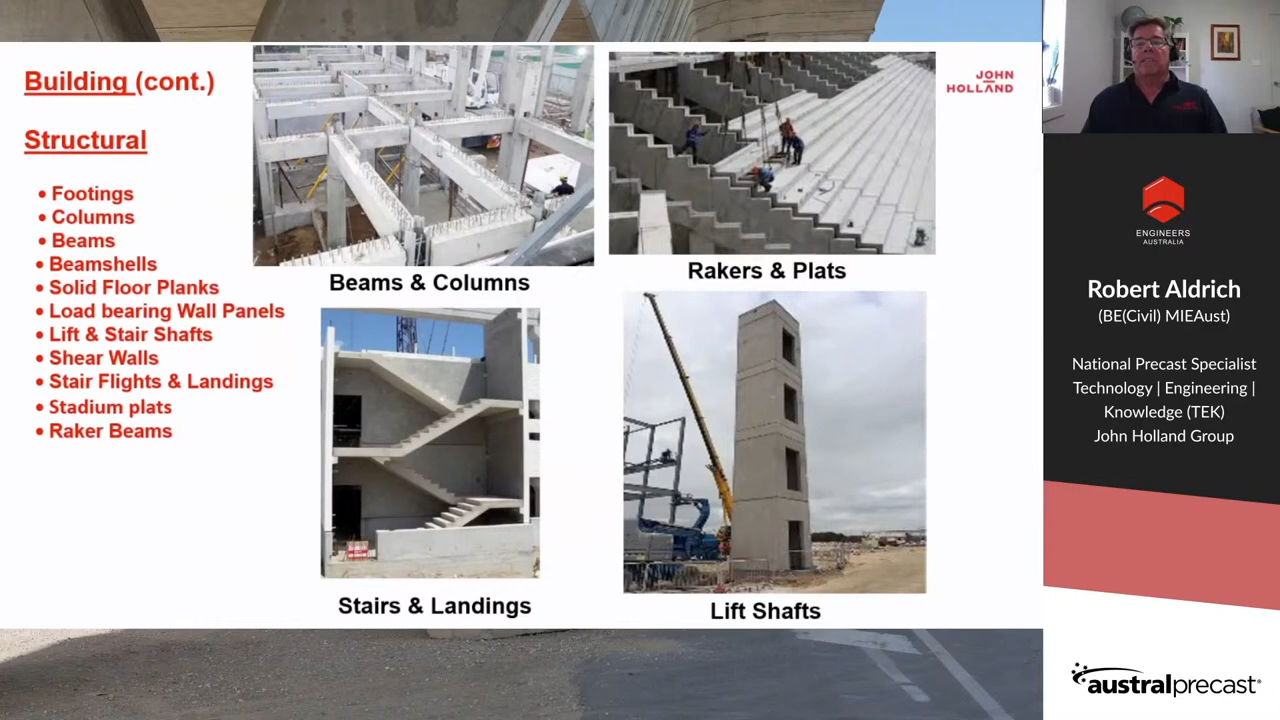 Building (cont.)
Structural
• Footings
• Columns
• Beams
• Beamshells
• Solid Floor Planks
• Load bearing Wall Panels
• Lift & Stair Shafts
• Shear Walls
• Stair Flights & Landings
• Stadium plats
• Raker Beams
Beams & Columns
Rakers & Plats
Stairs & Landings
Lift Shafts
JOHN
HOLLAND
ENGINEERS
AUSTRALIA
Robert Aldrich
(BE(Civil) MIEAust)
National Precast Specialist
Technology | Engineering |
Knowledge (TEK)
John Holland Group
australprecast®